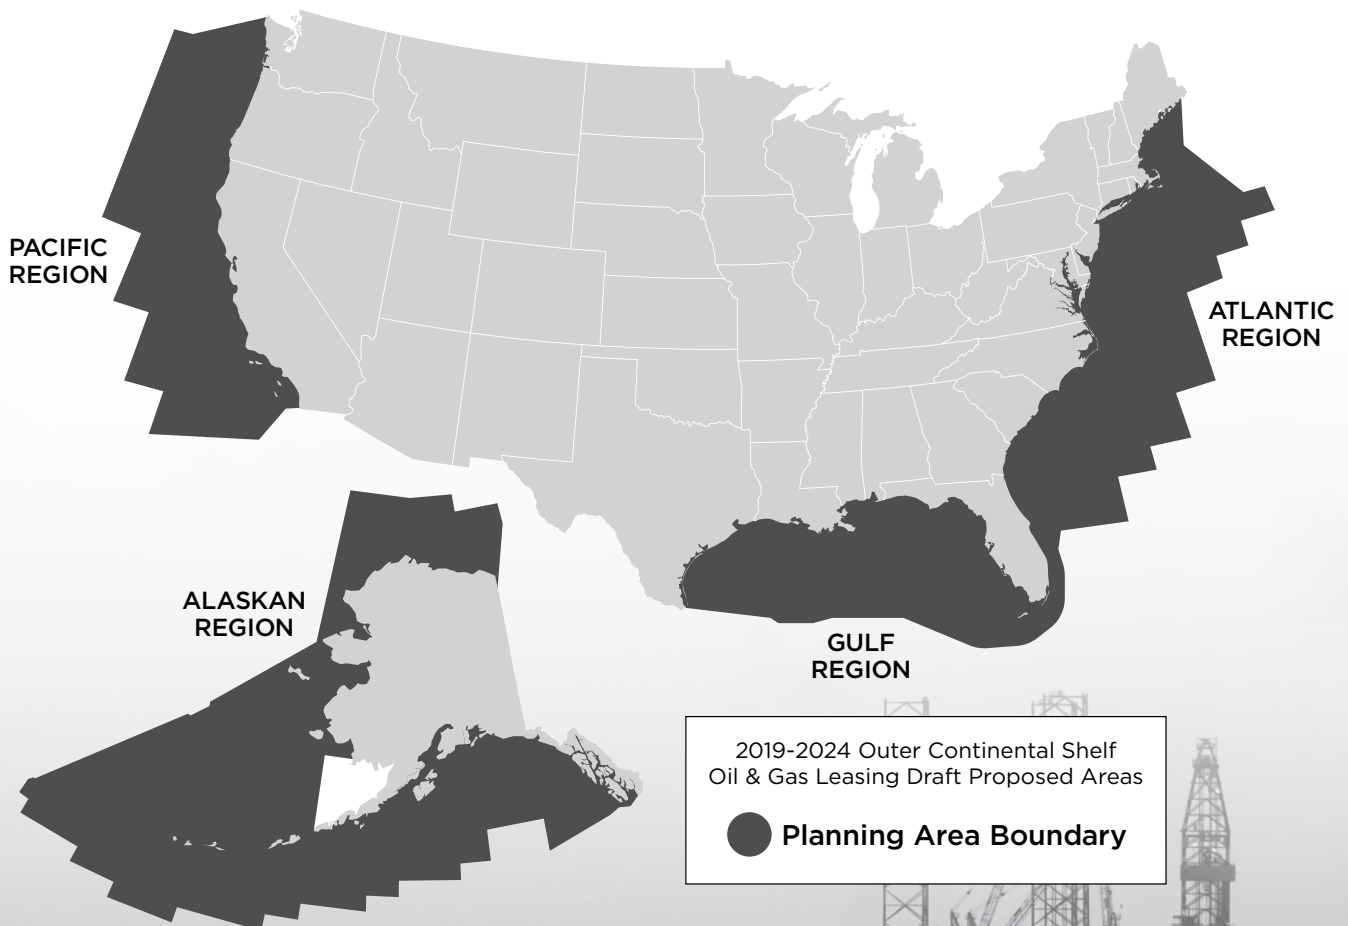 PACIFIC
REGION
ATLANTIC
REGION
ALASKAN
REGION
GULF
REGION
2019-2024 Outer Continental Shelf
Oil & Gas Leasing Draft Proposed Areas
Planning Area Boundary